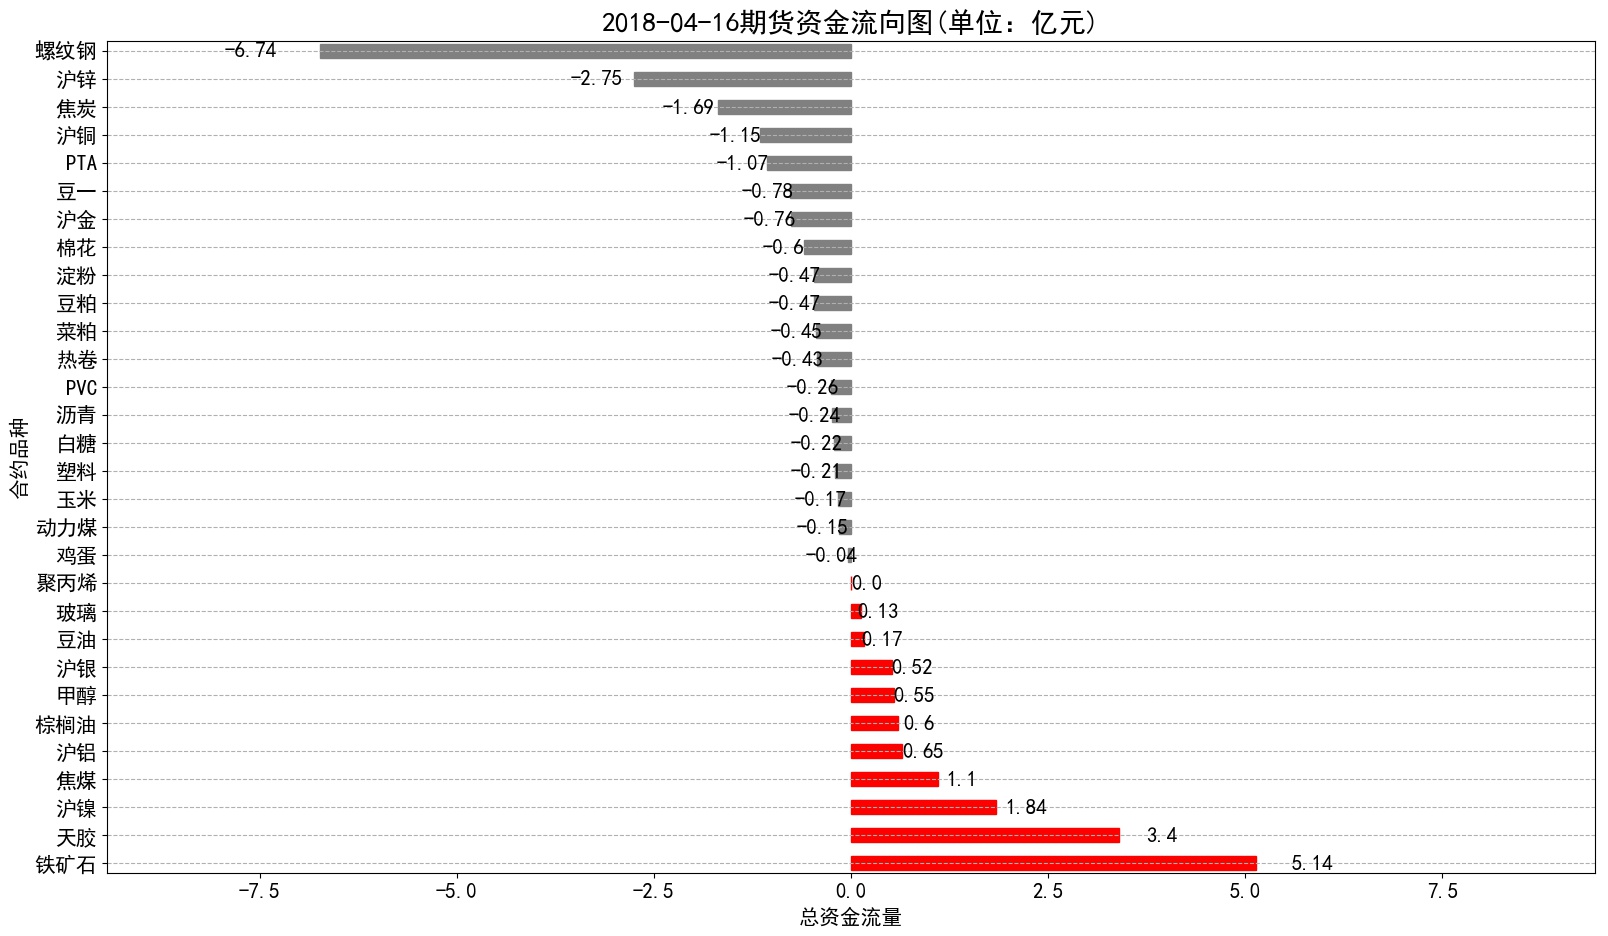 2018-04-16期货资金流向图(单位：亿元)
螺纹钢 -6.74
沪锌 -2.75
焦炭 -1.69
沪铜 -1.15
PTA -1.07
豆一 -0.78
沪金 -0.76
棉花 -0.6
淀粉 -0.47
豆粕 -0.47
菜粕 -0.45
热卷 -0.43
PVC -0.26
沥青 -0.24
白糖 -0.22
塑料 -0.21
玉米 -0.17
动力煤 -0.15
鸡蛋 -0.04
聚丙烯 0.0
玻璃 0.13
豆油 0.17
沪银 0.52
甲醇 0.55
棕榈油 0.6
沪铝 0.65
焦煤 1.1
沪镍 1.84
天胶 3.4
铁矿石 5.14
合约品种
-7.5 -5.0 -2.5 0.0 2.5 5.0 7.5
总资金流量